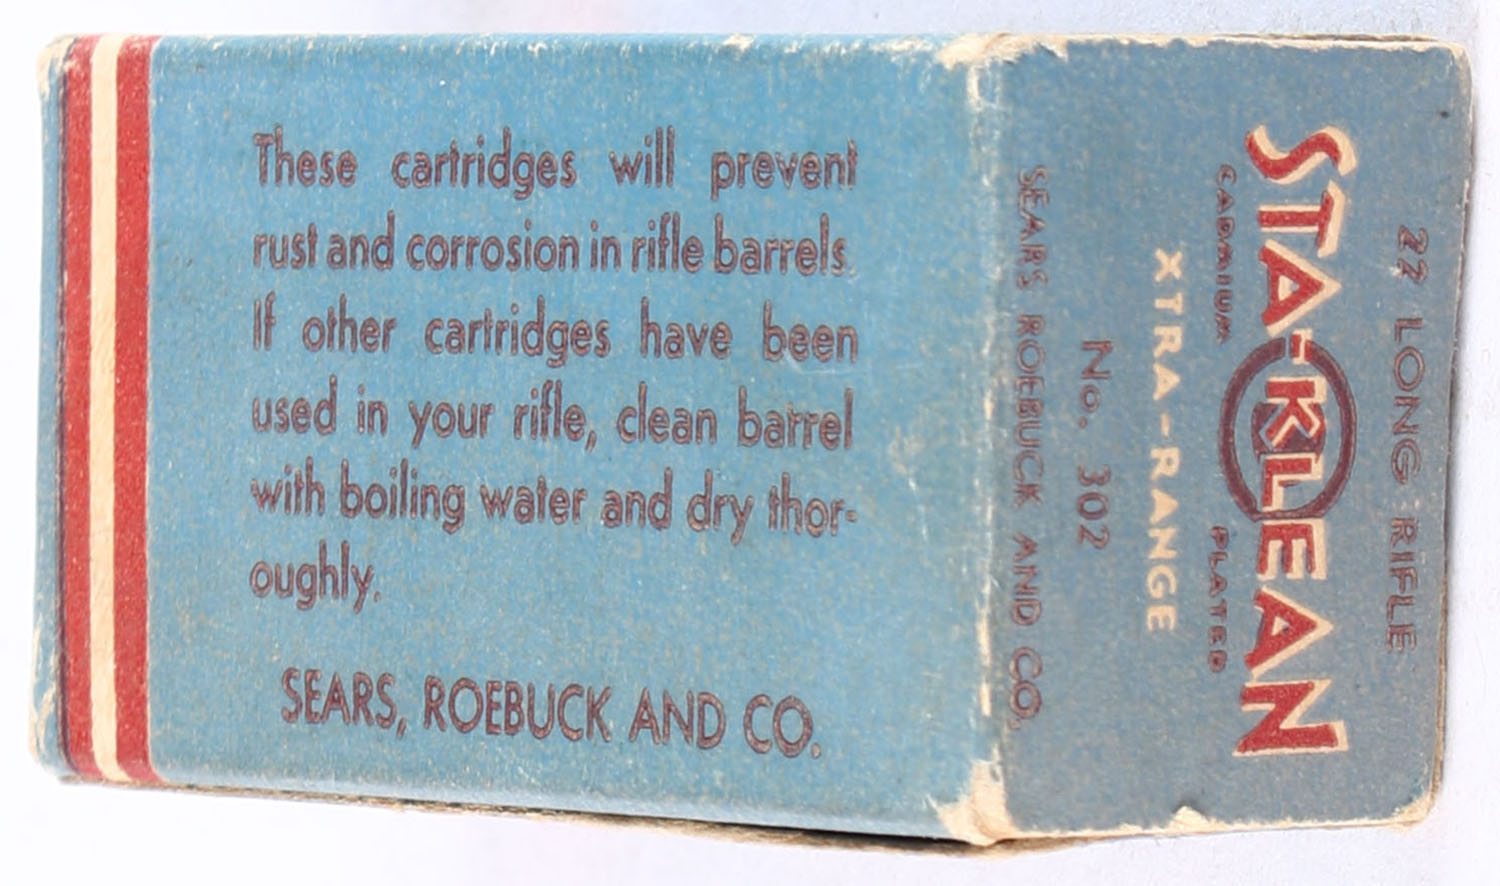 These cartridges will prevent
rust and corrosion in rifle barrels.
If other cartridges have been
used in your rifle, clean barrel
with boiling water and dry thor-
oughly.
SEARS, ROEBUCK AND CO.
22 LONG RIFLE
STA-KLEAN
CADMIUM PLATED
XTRA-RANGE
No. 302
SEARS ROEBUCK AND CO.